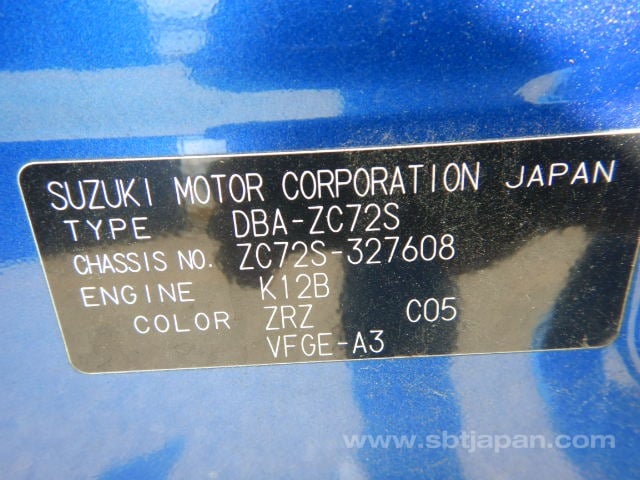 SUZUKI MOTOR CORPORATION JAPAN
TYPE DBA-ZC72S
CHASSIS NO. ZC72S-327608
ENGINE K12B
COLOR ZRZ C05
VFGE-A3
www.sbtjapan.com